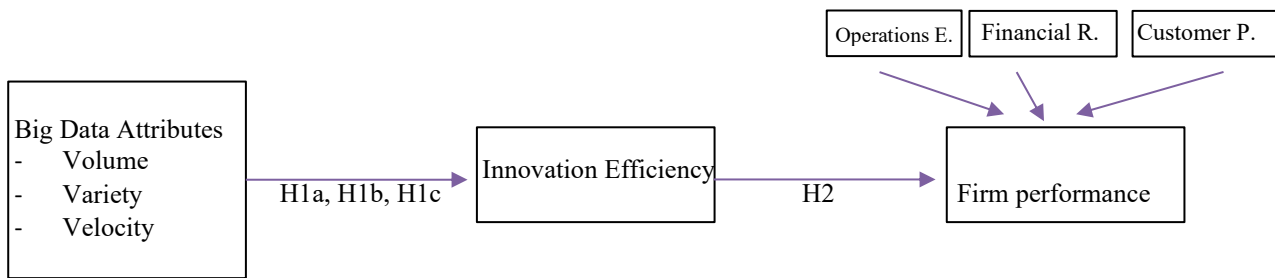 Operations E.
Financial R.
Customer P.
Big Data Attributes
- Volume
- Variety
- Velocity
H1a, H1b, H1c
Innovation Efficiency
H2
Firm performance